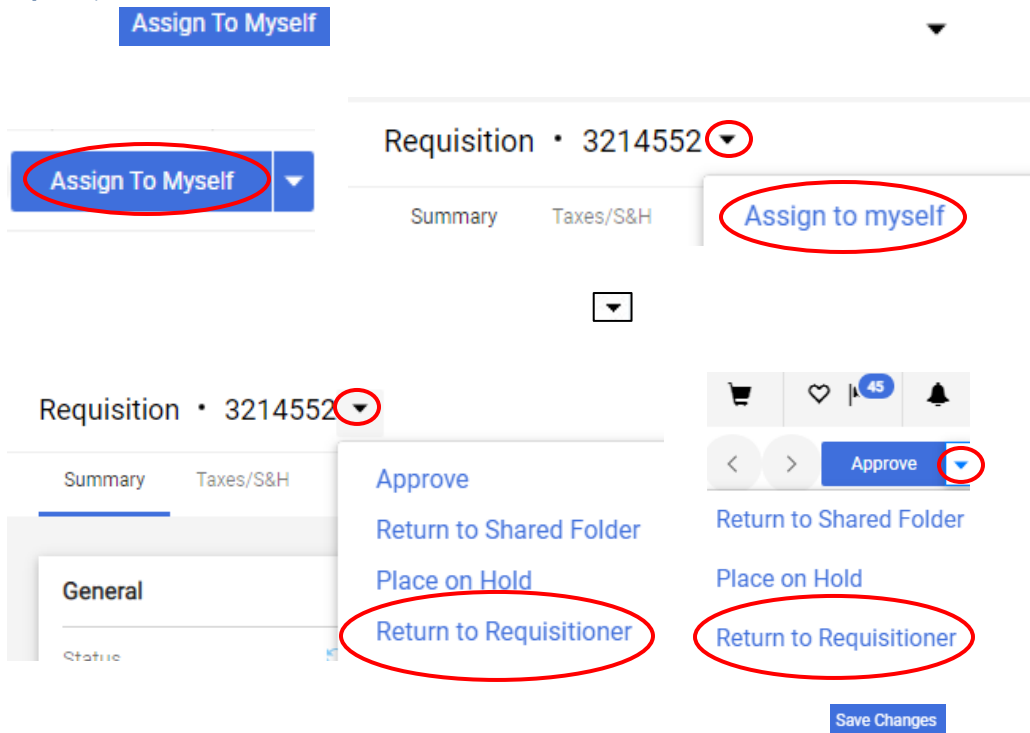 Assign To Myself
Assign To Myself
Requisition • 3214552
Summary Taxes/S&H
Assign to myself
Requisition • 3214552
Summary Taxes/S&H
General
Status
Approve
Return to Shared Folder
Place on Hold
Return to Requisitioner
45
Approve
Return to Shared Folder
Place on Hold
Return to Requisitioner
Save Changes